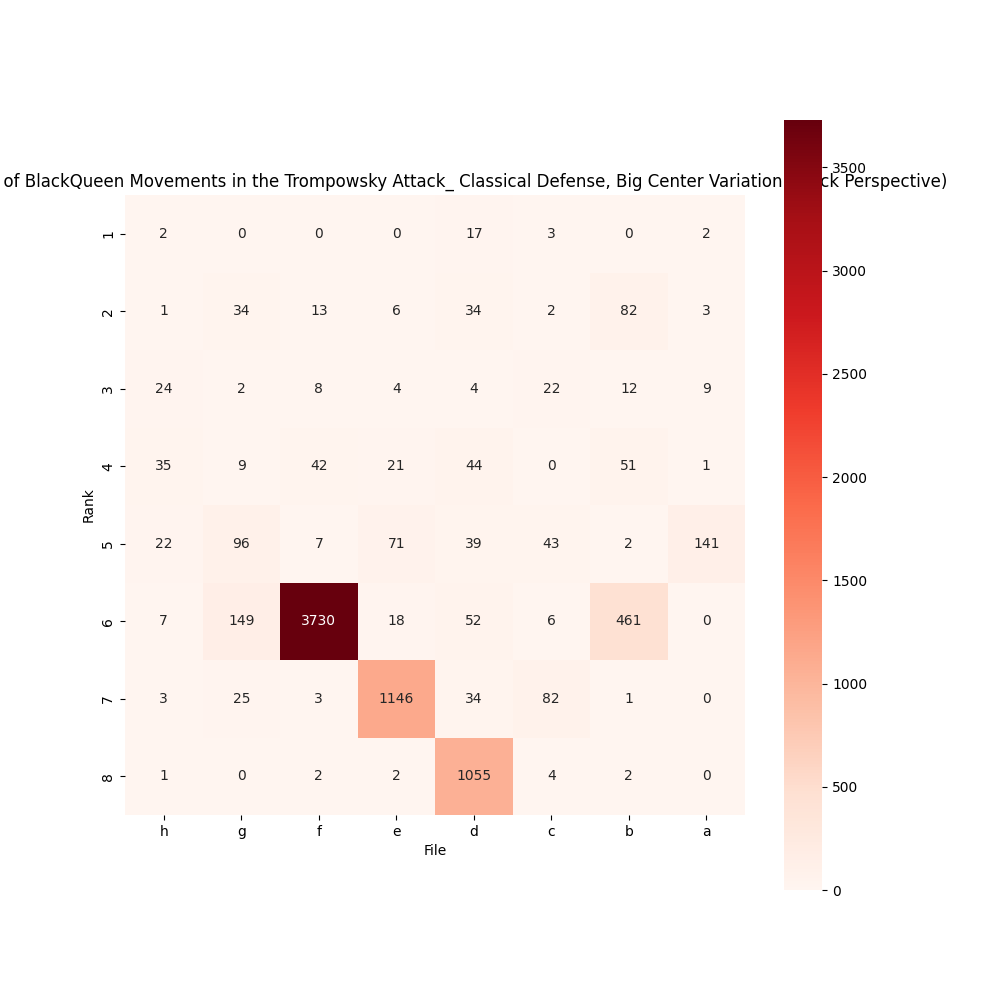 of BlackQueen Movements in the Trompowsky Attack_ Classical Defense, Big Center Variation ck Perspective)
3500
3000
2500
2000
1500
1000
500
0
Rank
1 2 0 0 0 17 3 0 2
2 1 34 13 6 34 2 82 3
3 24 2 8 4 4 22 12 9
4 35 9 42 21 44 0 51 1
5 22 96 7 71 39 43 2 141
6 7 149 3730 18 52 6 461 0
7 3 25 3 1146 34 82 1 0
8 1 0 2 2 1055 4 2 0
h g f e d c b a
File